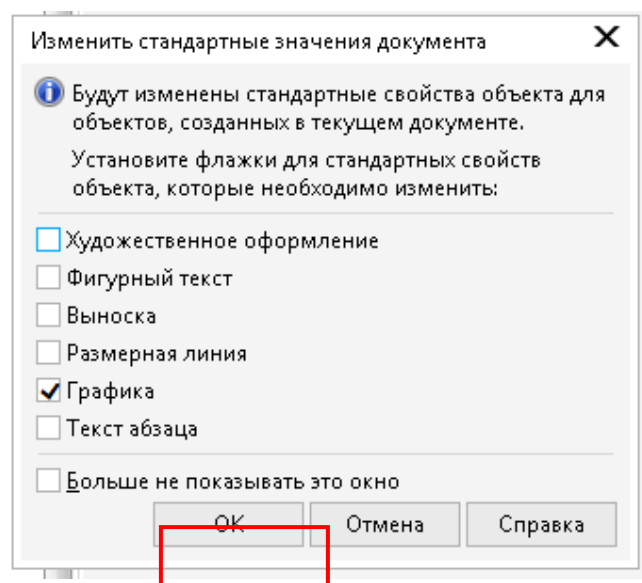 Изменить стандартные значения документа
Будут изменены стандартные свойства объекта для
объектов, созданных в текущем документе.
Установите флажки для стандартных свойств
объекта, которые необходимо изменить:
Художественное оформление
Фигурный текст
Выноска
Размерная линия
Графика
Текст абзаца
Больше не показывать это окно
OK Отмена Справка